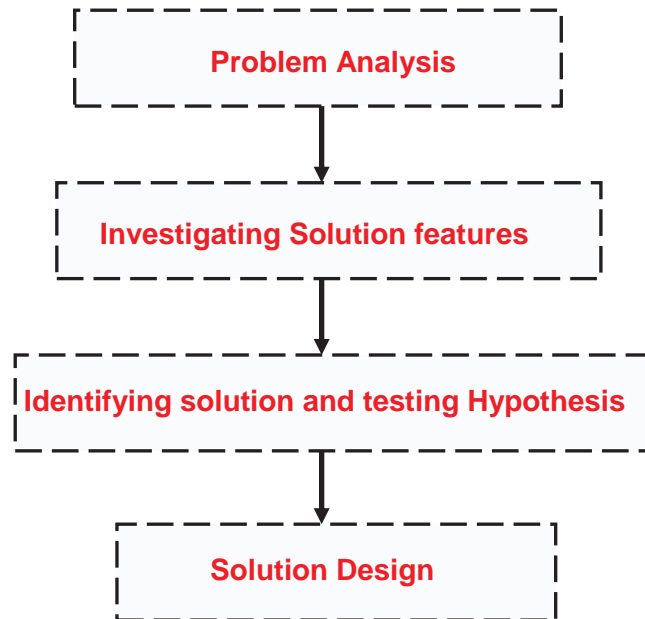 Problem Analysis
Investigating Solution features
Identifying solution and testing Hypothesis
Solution Design